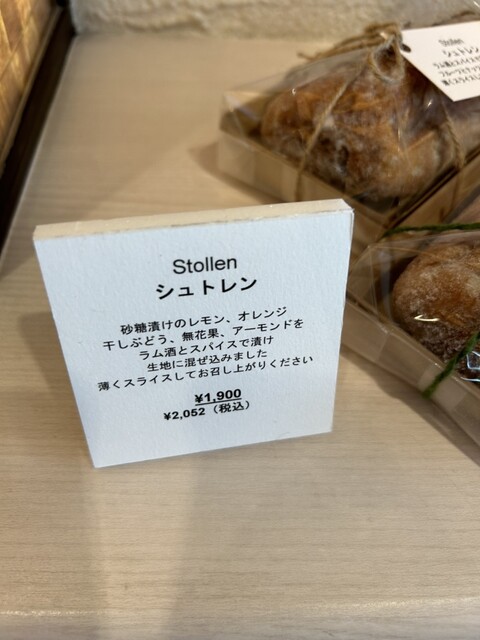 Stollen
シュトレン
砂糖漬けのレモン、オレンジ
干しぶどう、無花果、アーモンドを
ラム酒とスパイスで漬け
生地に混ぜ込みました
薄くスライスしてお召し上がりください
¥1,900
¥2,052（税込）
Stollen
シュトレン